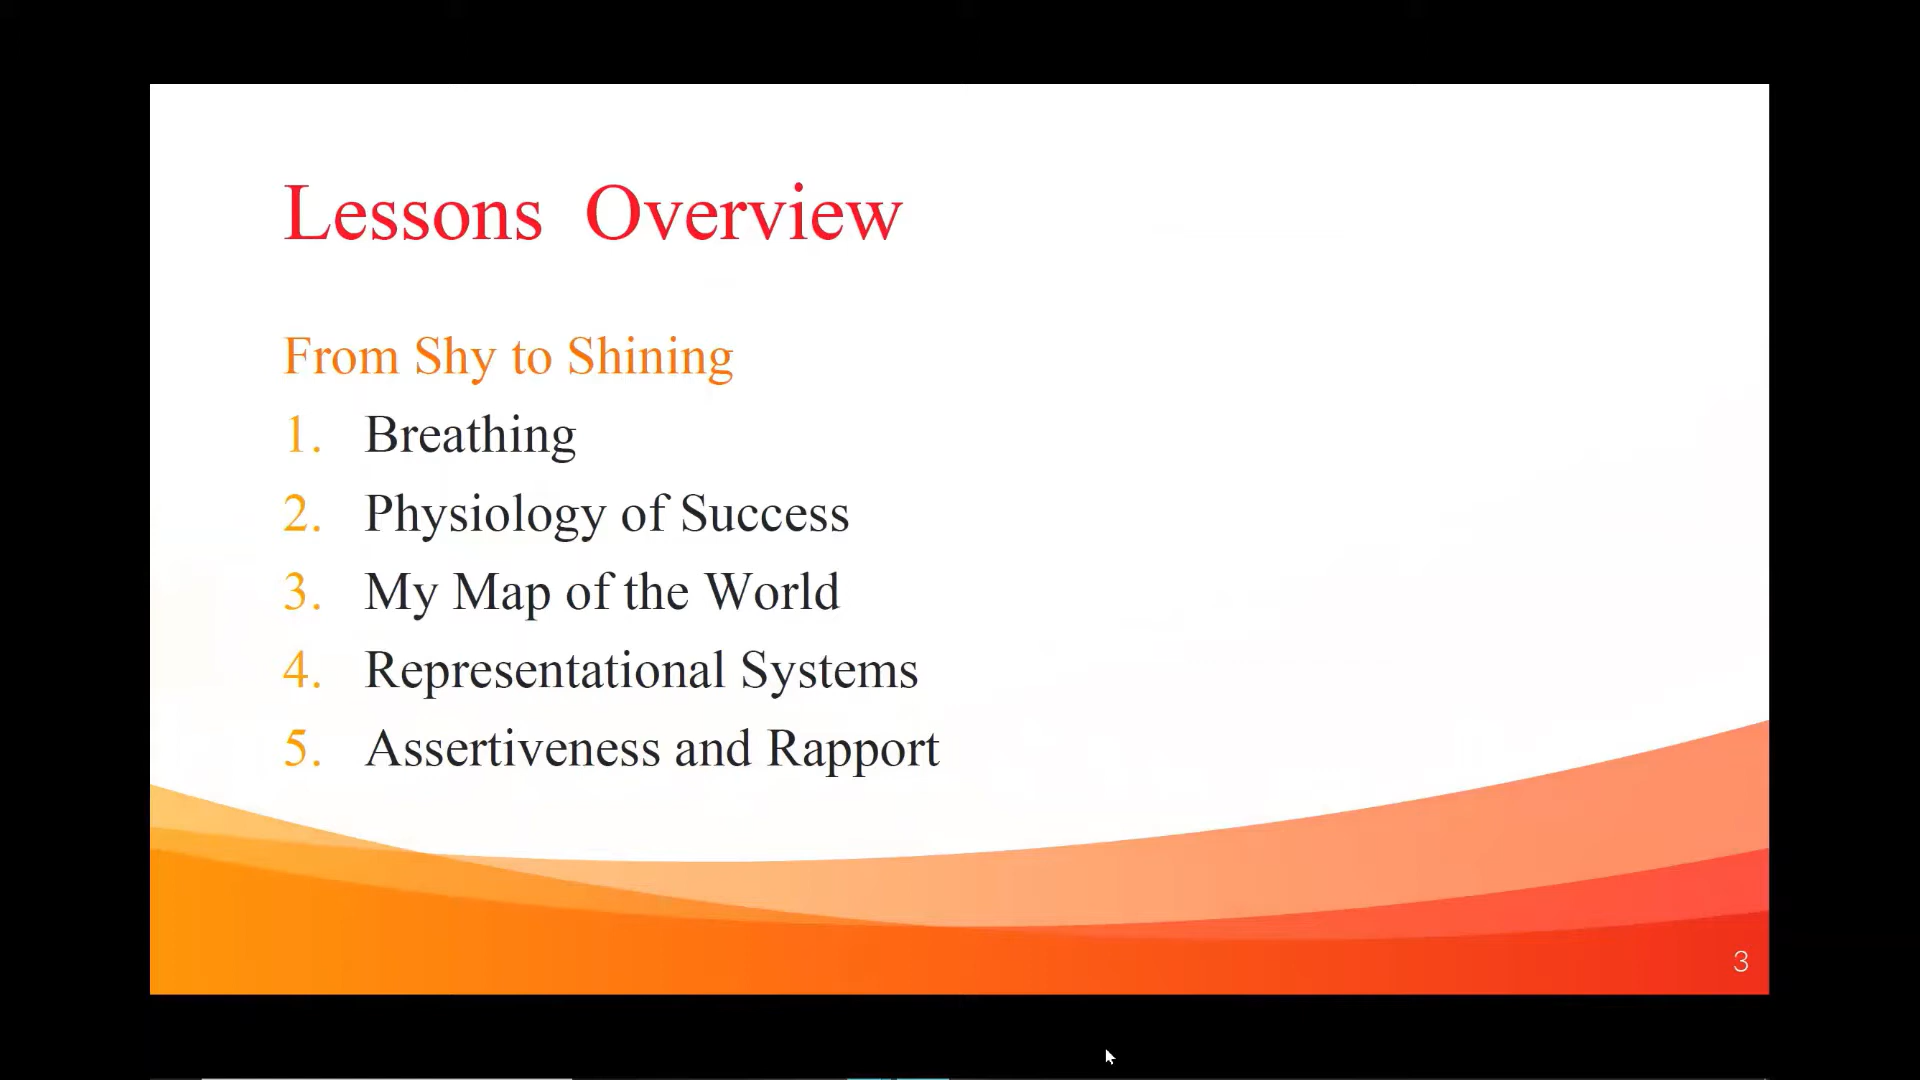 Lessons Overview
From Shy to Shining
1. Breathing
2. Physiology of Success
3. My Map of the World
4. Representational Systems
5. Assertiveness and Rapport
3